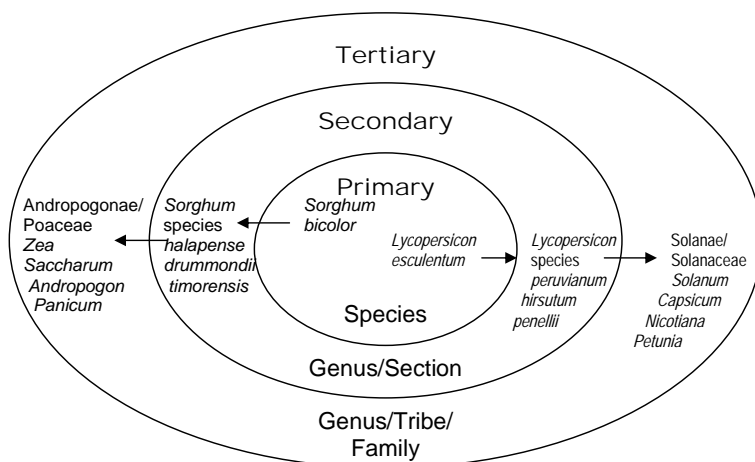 Tertiary
Secondary
Primary
Andropogonae/
Poaceae
Zea
Saccharum
Andropogon
Panicum
Sorghum
species
halapense
drummondii
timorensis
Sorghum
bicolor
Lycopersicon
esculentum
Lycopersicon
species
peruvianum
hirsutum
penellii
Solanae/
Solanaceae
Solanum
Capsicum
Nicotiana
Petunia
Species
Genus/Section
Genus/Tribe/
Family